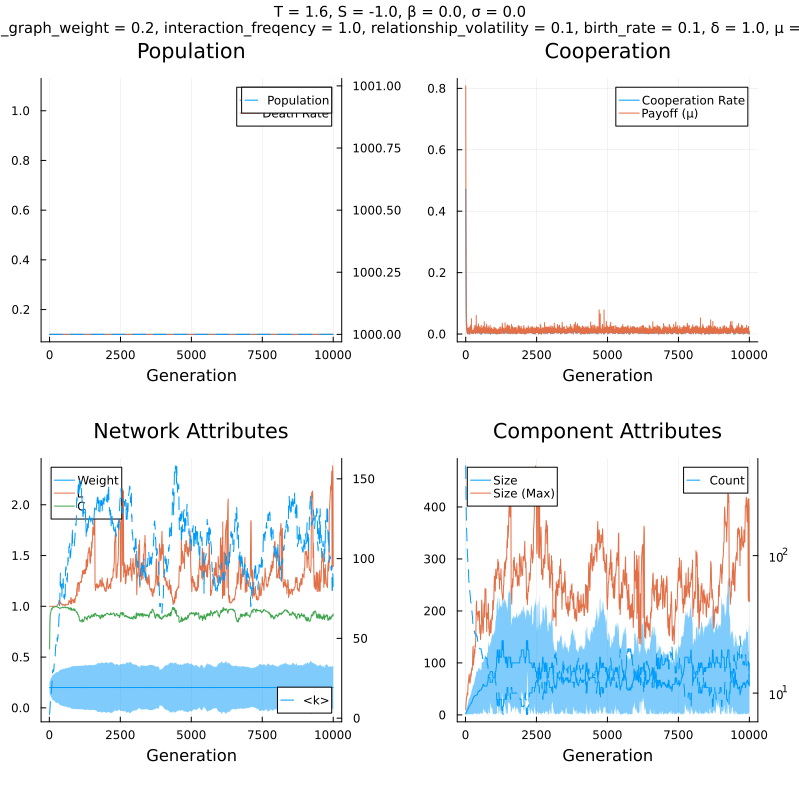 T = 1.6, S = -1.0, β = 0.0, σ = 0.0
_graph_weight = 0.2, interaction_freqency = 1.0, relationship_volatility = 0.1, birth_rate = 0.1, δ = 1.0, μ =
Population
Cooperation
Population
Death Rate
Cooperation Rate
Payoff (μ)
1.0
0.8
0.6
0.4
0.2
1001.00
1000.75
1000.50
1000.25
1000.00
0.8
0.6
0.4
0.2
0.0
0 2500 5000 7500 10000
0 2500 5000 7500 10000
Generation
Generation
Network Attributes
Component Attributes
Weight
L
C
<k>
Size
Size (Max)
Count
2.0
1.5
1.0
0.5
0.0
150
100
50
0
400
300
200
100
0
10²
10¹
0 2500 5000 7500 10000
0 2500 5000 7500 10000
Generation
Generation